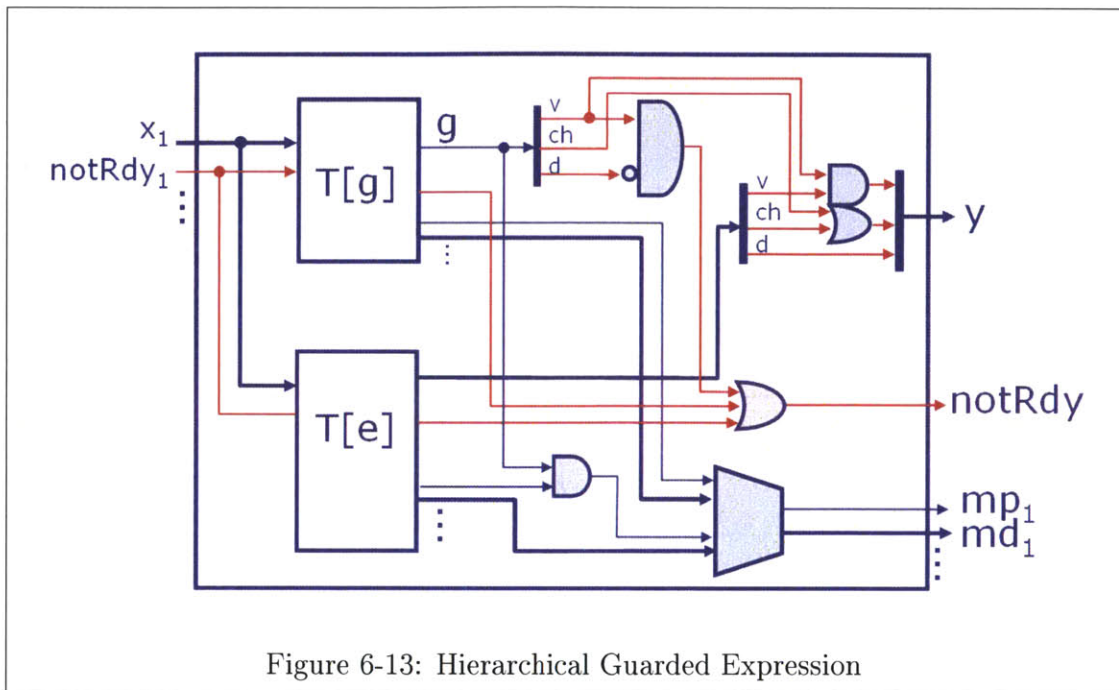 x1
notRdy1
⋮
T[g]
g
v
ch
d
⋮
v
ch
d
y
T[e]
⋮
notRdy
mp1
md1
⋮
Figure 6-13: Hierarchical Guarded Expression